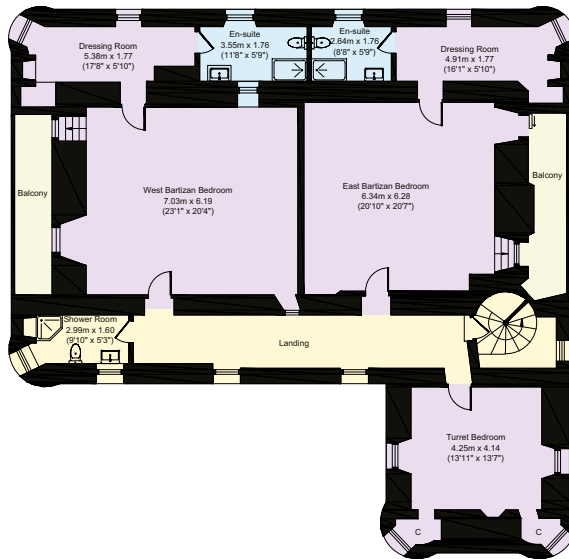 En-suite
3.55m x 1.76
(11'8" x 5'9")
En-suite
2.64m x 1.76
(8'8" x 5'9")
Dressing Room
5.38m x 1.77
(17'8" x 5'10")
Dressing Room
4.91m x 1.77
(16'1" x 5'10")
Balcony
West Bartizan Bedroom
7.03m x 6.19
(23'1" x 20'4")
East Bartizan Bedroom
6.34m x 6.28
(20'10" x 20'7")
Balcony
Shower Room
2.99m x 1.60
(9'10" x 5'3")
Landing
Turret Bedroom
4.25m x 4.14
(13'11" x 13'7")
C
C